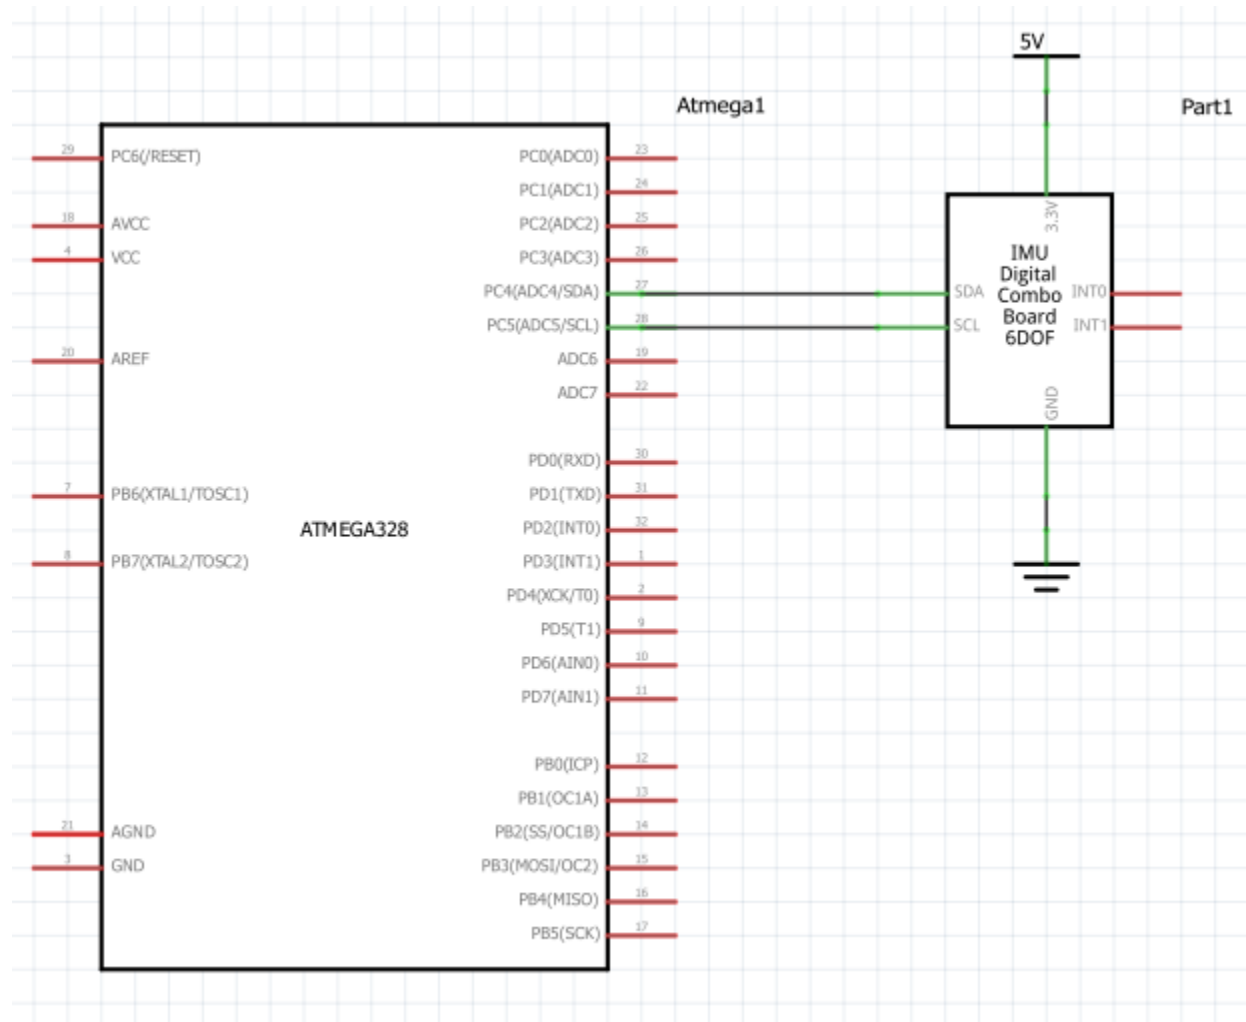 5V
Atmega1
Part1
29 PC6(/RESET)
PC0(ADC0) 23
PC1(ADC1) 24
18 AVCC
PC2(ADC2) 25
4 VCC
PC3(ADC3) 26
PC4(ADC4/SDA) 27
PC5(ADC5/SCL) 28
20 AREF
ADC6 19
ADC7 22
PD0(RXD) 30
7 PB6(XTAL1/TOSC1)
PD1(TXD) 31
ATMEGA328
PD2(INT0) 32
8 PB7(XTAL2/TOSC2)
PD3(INT1) 1
PD4(XCK/T0) 2
PD5(T1) 9
PD6(AIN0) 10
PD7(AIN1) 11
PB0(ICP) 12
PB1(OC1A) 13
21 AGND
PB2(SS/OC1B) 14
3 GND
PB3(MOSI/OC2) 15
PB4(MISO) 16
PB5(SCK) 17
3.3V
IMU
Digital
Combo
Board
6DOF
SDA
SCL
INT0
INT1
GND